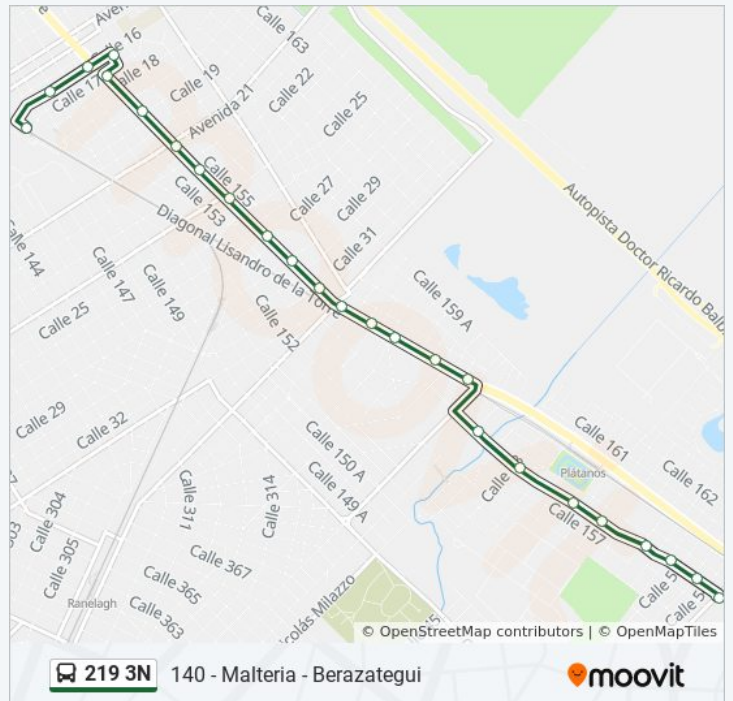 Calle 16
Calle 163
Calle 18
Calle 17
Calle 19
Calle 22
Avenida 21
Calle 25
Calle 155
Calle 153
Calle 27
Calle 29
Autopista Doctor Ricardo Balb
Diagonal Lisandro de la Torre
Calle 31
Calle 144
Calle 147
Calle 149
Calle 159 A
Calle 25
Calle 152
Calle 29
Calle 32
Calle 150 A
Calle 161
Calle 149 A
Plátanos
Calle 162
Calle 304
Calle 311
Calle 314
Calle 157
Calle 305
Calle 367
Calle 365
Calle 363
Ranelagh
Nicolás Milazzo
© OpenStreetMap contributors | © OpenMapTiles
219 3N
140 - Malteria - Berazategui
moovit